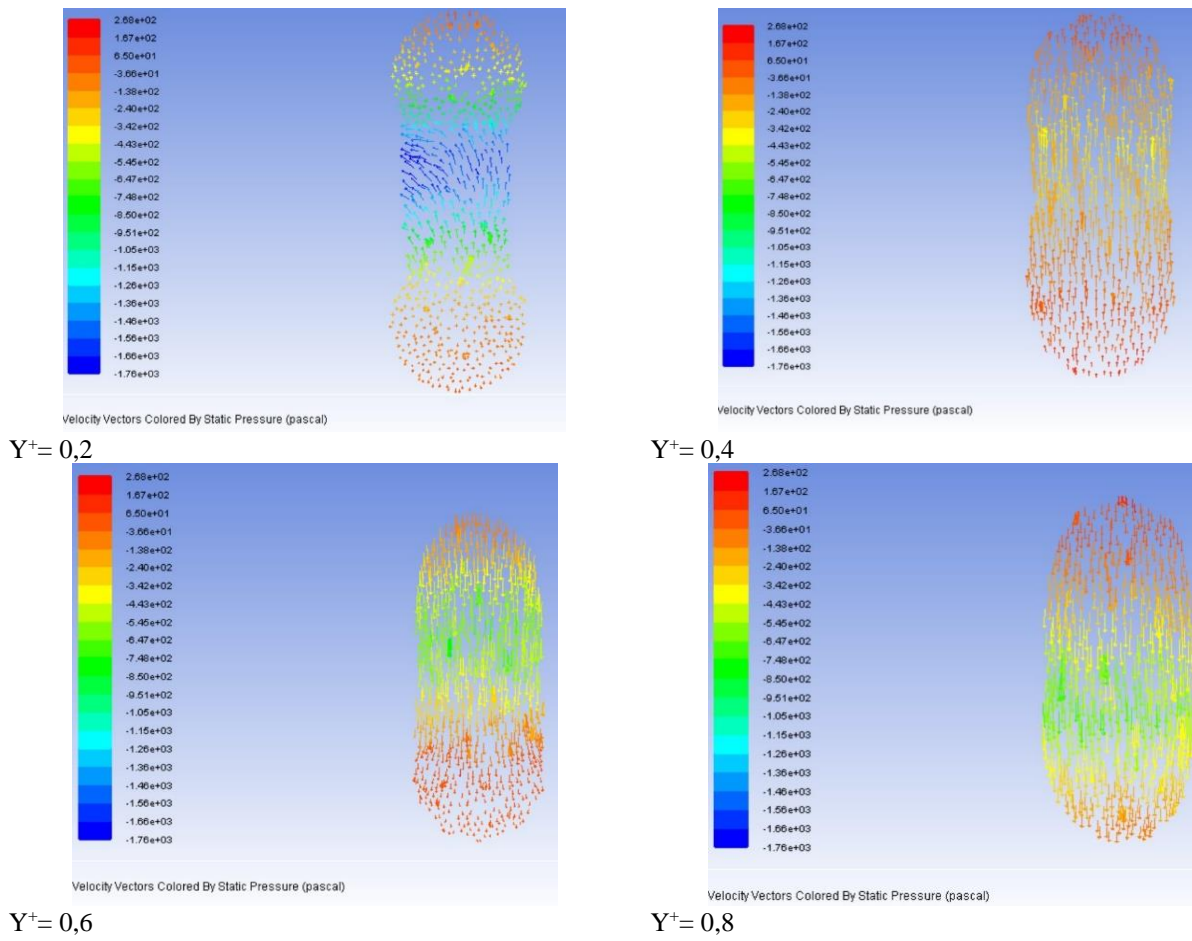 2.68e+02
1.67e+02
6.50e+01
-3.66e+01
-1.38e+02
-2.40e+02
-3.42e+02
-4.43e+02
-5.45e+02
-6.47e+02
-7.48e+02
-8.50e+02
-9.51e+02
-1.05e+03
-1.15e+03
-1.26e+03
-1.36e+03
-1.46e+03
-1.56e+03
-1.66e+03
-1.76e+03
Velocity Vectors Colored By Static Pressure (pascal)
Y+= 0,2
2.68e+02
1.67e+02
6.50e+01
-3.66e+01
-1.38e+02
-2.40e+02
-3.42e+02
-4.43e+02
-5.45e+02
-6.47e+02
-7.48e+02
-8.50e+02
-9.51e+02
-1.05e+03
-1.15e+03
-1.26e+03
-1.36e+03
-1.46e+03
-1.56e+03
-1.66e+03
-1.76e+03
Velocity Vectors Colored By Static Pressure (pascal)
Y+= 0,4
2.68e+02
1.67e+02
6.50e+01
-3.66e+01
-1.38e+02
-2.40e+02
-3.42e+02
-4.43e+02
-5.45e+02
-6.47e+02
-7.48e+02
-8.50e+02
-9.51e+02
-1.05e+03
-1.15e+03
-1.26e+03
-1.36e+03
-1.46e+03
-1.56e+03
-1.66e+03
-1.76e+03
Velocity Vectors Colored By Static Pressure (pascal)
Y+= 0,6
2.68e+02
1.67e+02
6.50e+01
-3.66e+01
-1.38e+02
-2.40e+02
-3.42e+02
-4.43e+02
-5.45e+02
-6.47e+02
-7.48e+02
-8.50e+02
-9.51e+02
-1.05e+03
-1.15e+03
-1.26e+03
-1.36e+03
-1.46e+03
-1.56e+03
-1.66e+03
-1.76e+03
Velocity Vectors Colored By Static Pressure (pascal)
Y+= 0,8